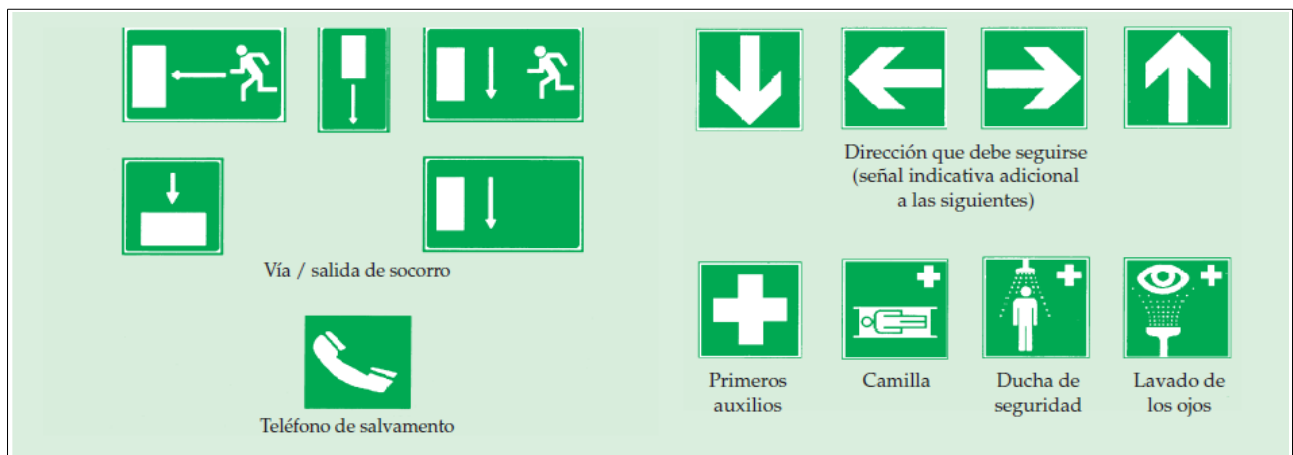 Vía / salida de socorro
Teléfono de salvamento
Dirección que debe seguirse
(señal indicativa adicional
a las siguientes)
Primeros
auxilios
Camilla
Ducha de
seguridad
Lavado de
los ojos